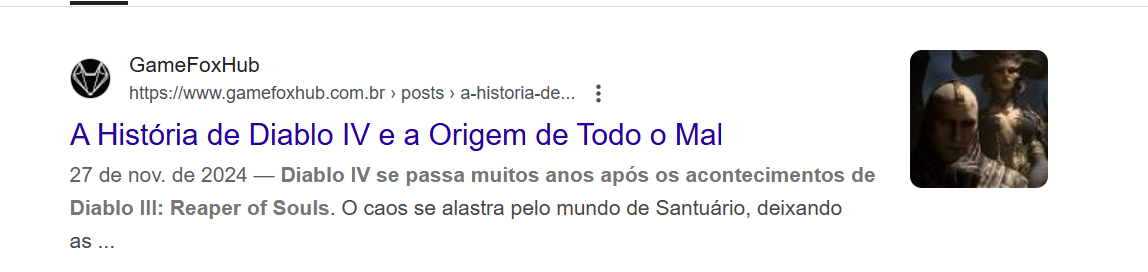 GameFoxHub
https://www.gamefoxhub.com.br › posts › a-historia-de...
A História de Diablo IV e a Origem de Todo o Mal
27 de nov. de 2024 — Diablo IV se passa muitos anos após os acontecimentos de
Diablo III: Reaper of Souls. O caos se alastra pelo mundo de Santuário, deixando
as ...